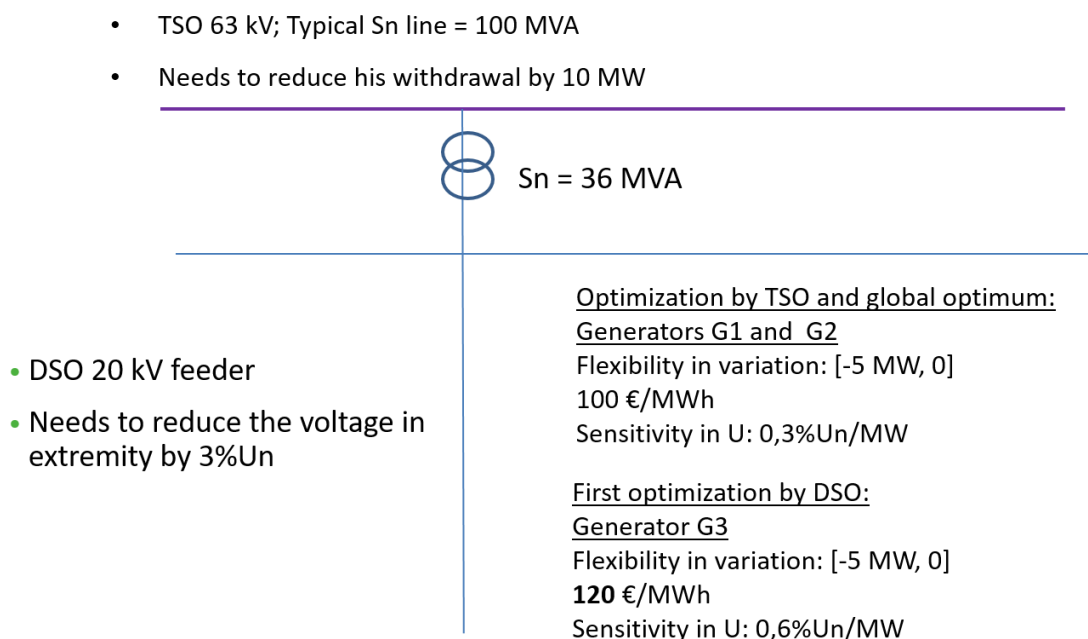 • TSO 63 kV; Typical Sn line = 100 MVA
• Needs to reduce his withdrawal by 10 MW
Sn = 36 MVA
Optimization by TSO and global optimum:
Generators G1 and G2
Flexibility in variation: [-5 MW, 0]
100 €/MWh
Sensitivity in U: 0,3%Un/MW
• DSO 20 kV feeder
• Needs to reduce the voltage in
extremity by 3%Un
First optimization by DSO:
Generator G3
Flexibility in variation: [-5 MW, 0]
120 €/MWh
Sensitivity in U: 0,6%Un/MW